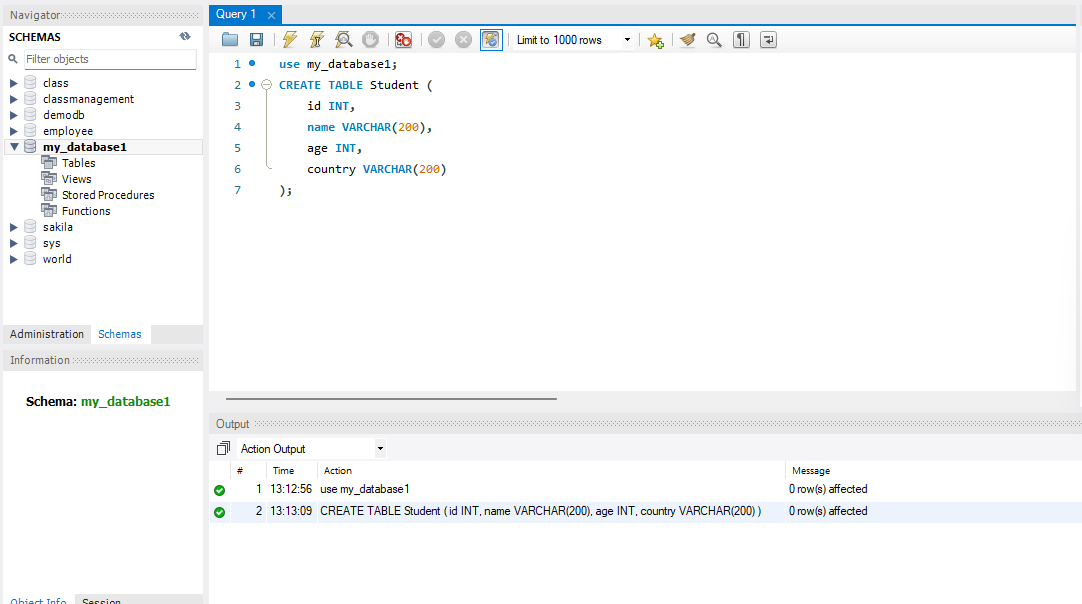 Navigator
SCHEMAS
Filter objects
class
classmanagement
demodb
employee
my_database1
Tables
Views
Stored Procedures
Functions
sakila
sys
world
Administration Schemas
Information
Schema: my_database1
Object Info Session
Query 1
Limit to 1000 rows
1 use my_database1;
2 CREATE TABLE Student (
3 id INT,
4 name VARCHAR(200),
5 age INT,
6 country VARCHAR(200)
7 );
Output
Action Output
# Time Action Message
1 13:12:56 use my_database1 0 row(s) affected
2 13:13:09 CREATE TABLE Student ( id INT, name VARCHAR(200), age INT, country VARCHAR(200) ) 0 row(s) affected